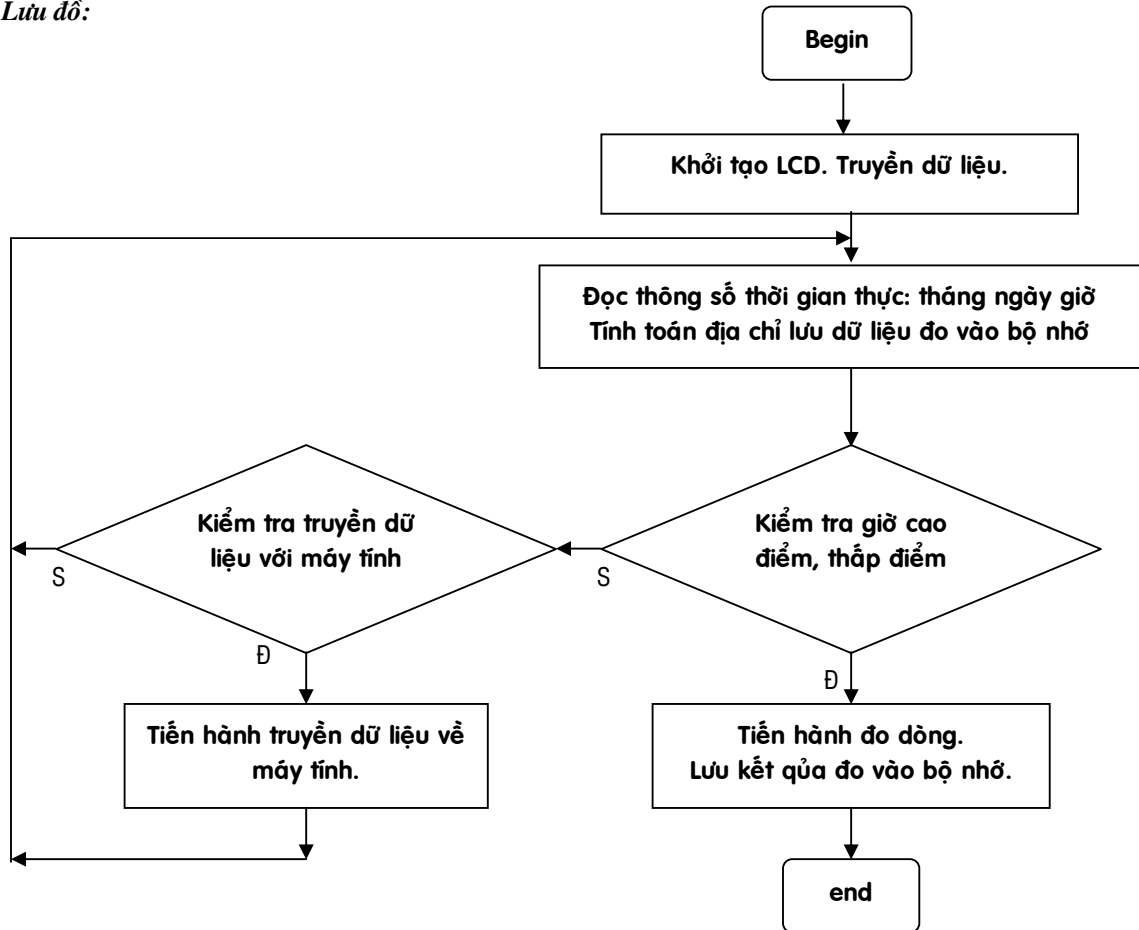 Lưu đồ:
Begin
Khởi tạo LCD. Truyền dữ liệu.
Đọc thông số thời gian thực: tháng ngày giờ
Tính toán địa chỉ lưu dữ liệu đo vào bộ nhớ
Kiểm tra truyền dữ
liệu với máy tính
Kiểm tra giờ cao
điểm, thấp điểm
S
S
Đ
Đ
Tiến hành truyền dữ liệu về
máy tính.
Tiến hành đo dòng.
Lưu kết qủa đo vào bộ nhớ.
end